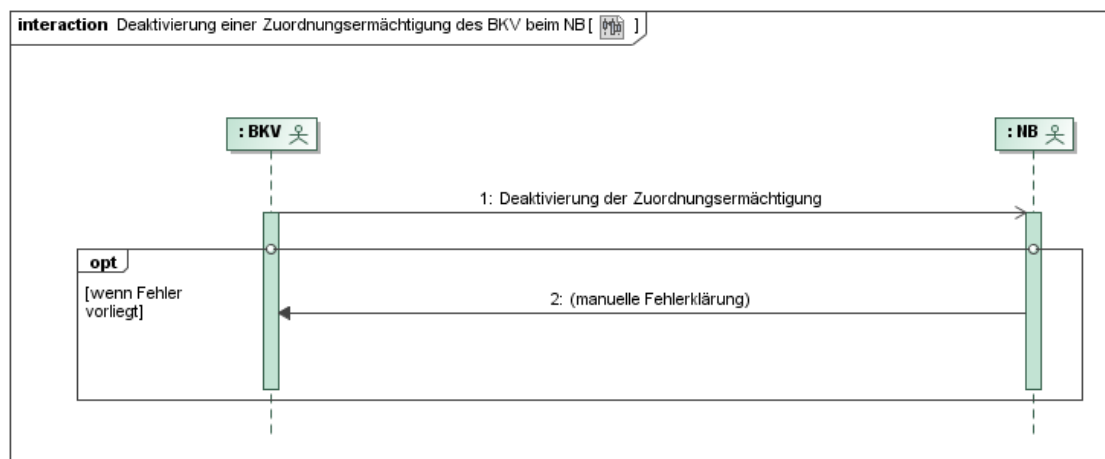 interaction Deaktivierung einer Zuordnungsermächtigung des BKV beim NB [ ]
: BKV
: NB
1: Deaktivierung der Zuordnungsermächtigung
opt
[wenn Fehler
vorliegt]
2: (manuelle Fehlerklärung)